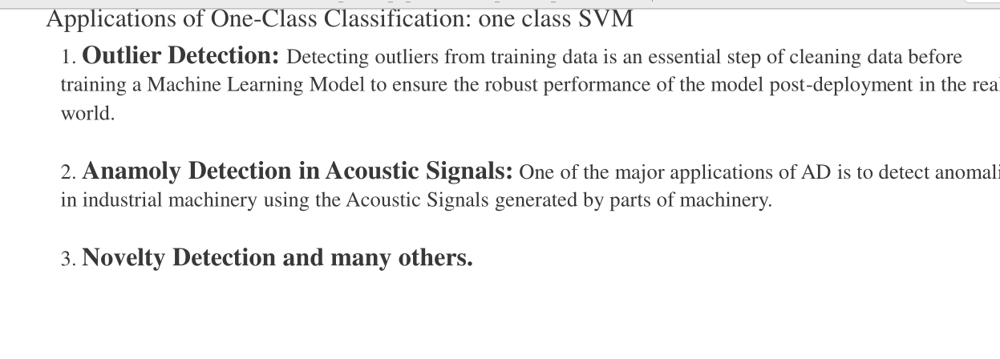 Applications of One-Class Classification: one class SVM
1. Outlier Detection: Detecting outliers from training data is an essential step of cleaning data before
training a Machine Learning Model to ensure the robust performance of the model post-deployment in the
world.
2. Anamoly Detection in Acoustic Signals: One of the major applications of AD is to detect
in industrial machinery using the Acoustic Signals generated by parts of machinery.
3. Novelty Detection and many others.